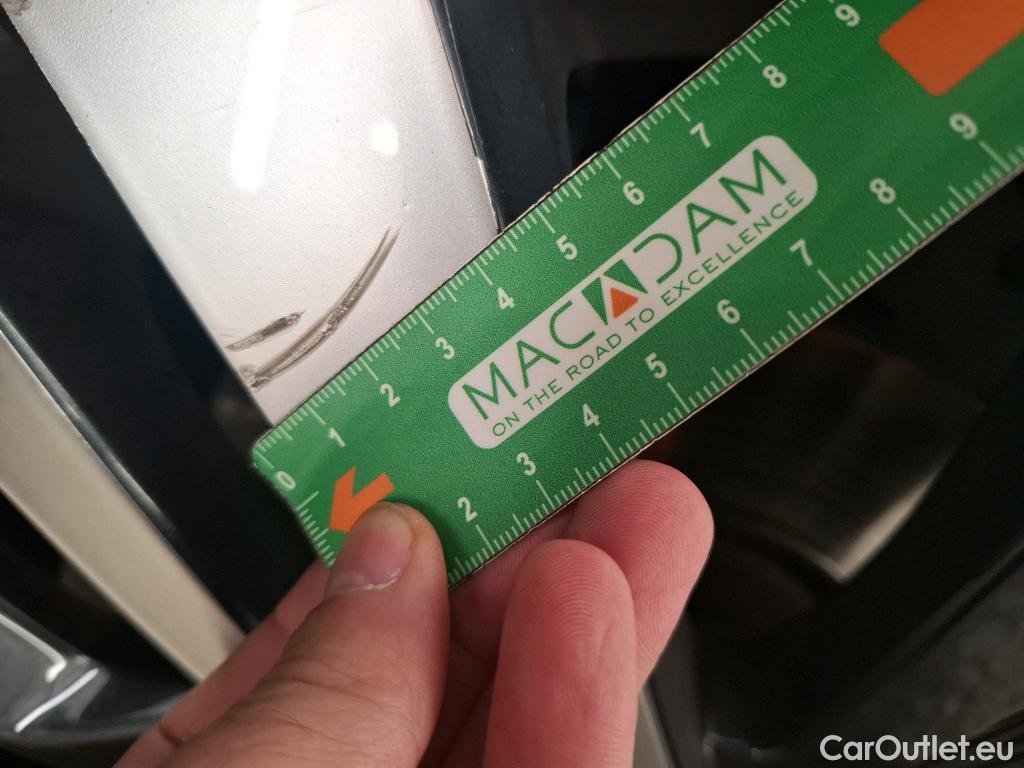 0 1 2 3 4 5 6 7 8 9
MACADAM
ON THE ROAD TO EXCELLENCE
2 3 4 5 6 7 8 9
CarOutlet.eu